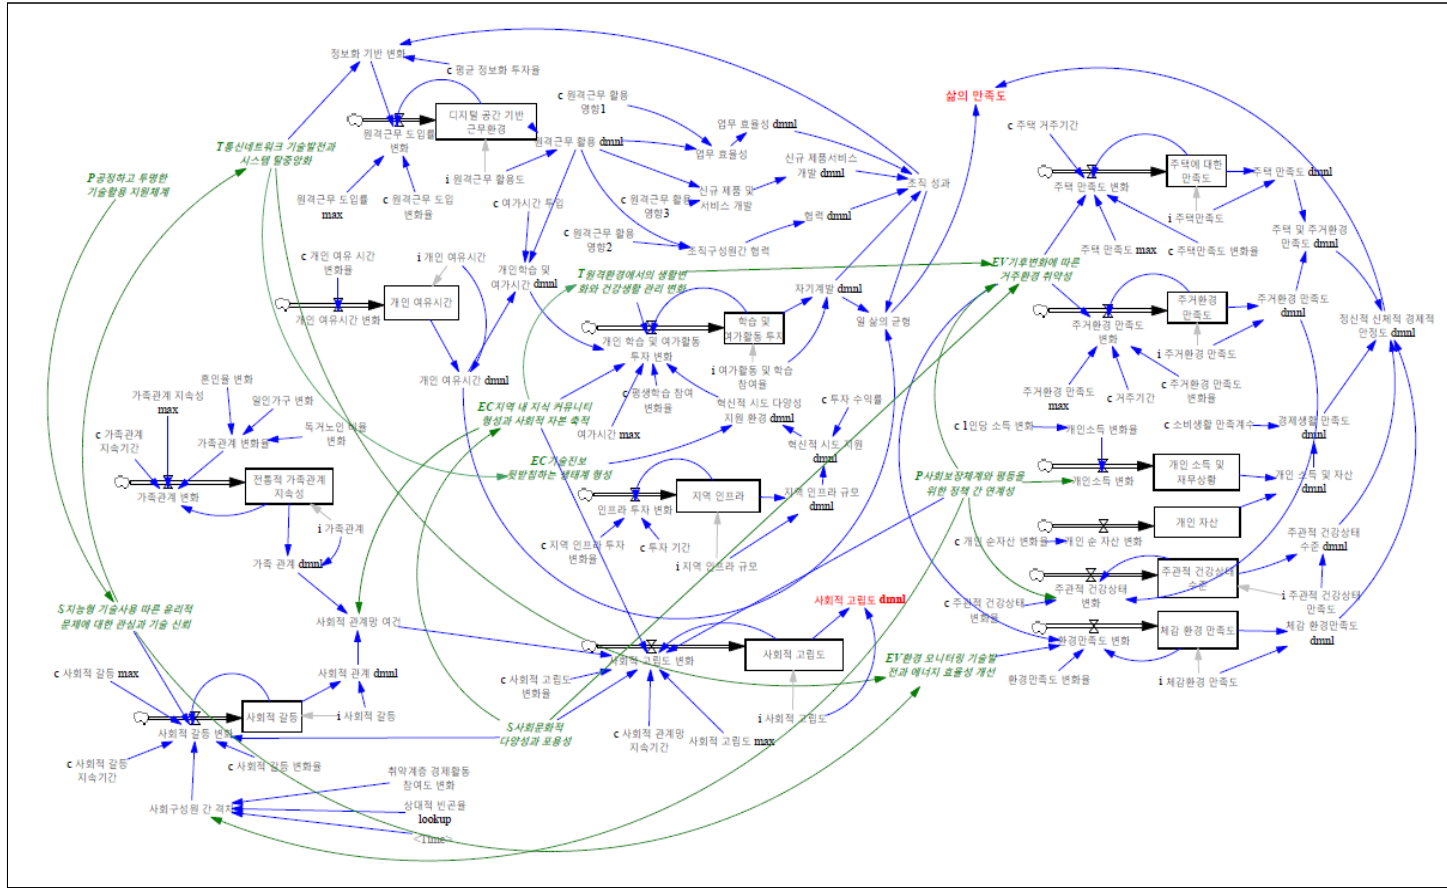 정보화 기반 변화
c 평균 정보화 투자율
원격근무 도입률
변화
디지털 공간 기반
근무환경
c 원격근무 활용
영향1
원격근무 활용 dmnl
업무 효율성 dmnl
업무 효율성
신규 제품서비스
개발 dmnl
신규 제품 및
서비스 개발
c 원격근무 활용
영향3
협력 dmnl
조직 성과
c 원격근무 활용
영향2
조직구성원간 협력
i 원격근무 활용도
원격근무 도입률
max
c 원격근무 도입
변화율
c 여가시간 투입
T통신네트워크 기술발전과
시스템 탈중앙화
P공정하고 투명한
기술활용 지원체계
c 개인 여유 시간
변화율
i 개인 여유시간
개인 여유시간
개인 여유시간 변화
개인학습 및
여가시간 dmnl
T원격환경에서의 생활변
화와 건강생활 관리 변화
자기계발 dmnl
일 삶의 균형
학습 및
여가활동 투자
개인 학습 및 여가활동
투자 변화
i 여가활동 및 학습
참여율
c 평생학습 참여
변화율
혁신적 시도 다양성
지원 환경 dmnl
c 투자 수익률
여가시간 max
혁신적 시도 지원
dmnl
개인 여유시간 dmnl
EC지역 내 지식 커뮤니티
형성과 사회적 자본 축적
EC기술진보
뒷받침하는 생태계 형성
혼인율 변화
가족관계 지속성
max
일인가구 변화
독거노인 비율
변화
c 가족관계
지속기간
가족관계 변화율
전통적 가족관계
지속성
가족관계 변화
i 가족관계
가족 관계 dmnl
지역 인프라
인프라 투자 변화
지역 인프라 규모
dmnl
c 지역 인프라 투자
변화율
c 투자 기간
i 지역 인프라 규모
S지능형 기술사용 따른 윤리적
문제에 대한 관심과 기술 신뢰
사회적 관계망 여건
사회적 관계 dmnl
c 사회적 갈등 max
사회적 갈등
i 사회적 갈등
사회적 갈등 변화
c 사회적 갈등
지속기간
c 사회적 갈등 변화율
사회구성원 간 격차
취약계층 경제활동
참여도 변화
상대적 빈곤율
lookup
<Time>
S사회문화적
다양성과 포용성
사회적 고립도 dmnl
사회적 고립도
사회적 고립도 변화
c 사회적 고립도
변화율
c 사회적 관계망
지속기간
사회적 고립도 max
i 사회적 고립도
삶의 만족도
c 주택 거주기간
주택에 대한
만족도
주택 만족도 변화
주택 만족도 dmnl
i 주택만족도
주택 만족도 max
c 주택만족도 변화율
주택 및 주거환경
만족도 dmnl
EV기후변화에 따른
거주환경 취약성
주거환경
만족도
주거환경 만족도
변화
주거환경 만족도
dmnl
i 주거환경 만족도
주거환경 만족도
max
c 거주기간
c 주거환경 만족도
변화율
정신적 신체적 경제적
안정도 dmnl
c 1인당 소득 변화
개인소득 변화율
c 소비생활 만족계수
경제생활 만족도
dmnl
개인 소득 및
재무상황
개인소득 변화
개인 소득 및 자산
dmnl
P사회보장체계와 평등을
위한 정책 간 연계성
개인 자산
c 개인 순자산 변화율
개인 순 자산 변화
주관적 건강상태
수준
주관적 건강상태
변화
주관적 건강상태
수준 dmnl
c 주관적 건강상태
변화율
i 주관적 건강상태
만족도
체감 환경 만족도
환경만족도 변화
체감 환경만족도
dmnl
환경만족도 변화율
i 체감환경 만족도
EV환경 모니터링 기술발
전과 에너지 효율성 개선